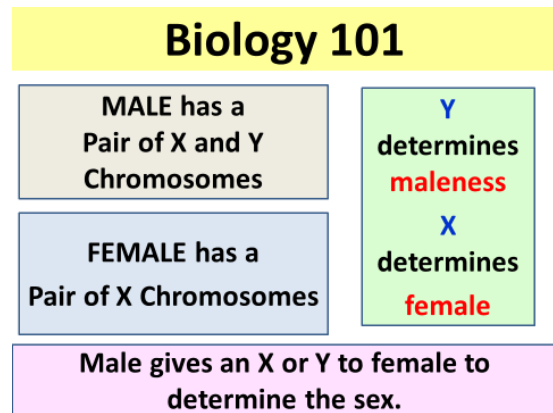 Biology 101
MALE has a
Pair of X and Y
Chromosomes
FEMALE has a
Pair of X Chromosomes
Y
determines
maleness
X
determines
female
Male gives an X or Y to female to
determine the sex.